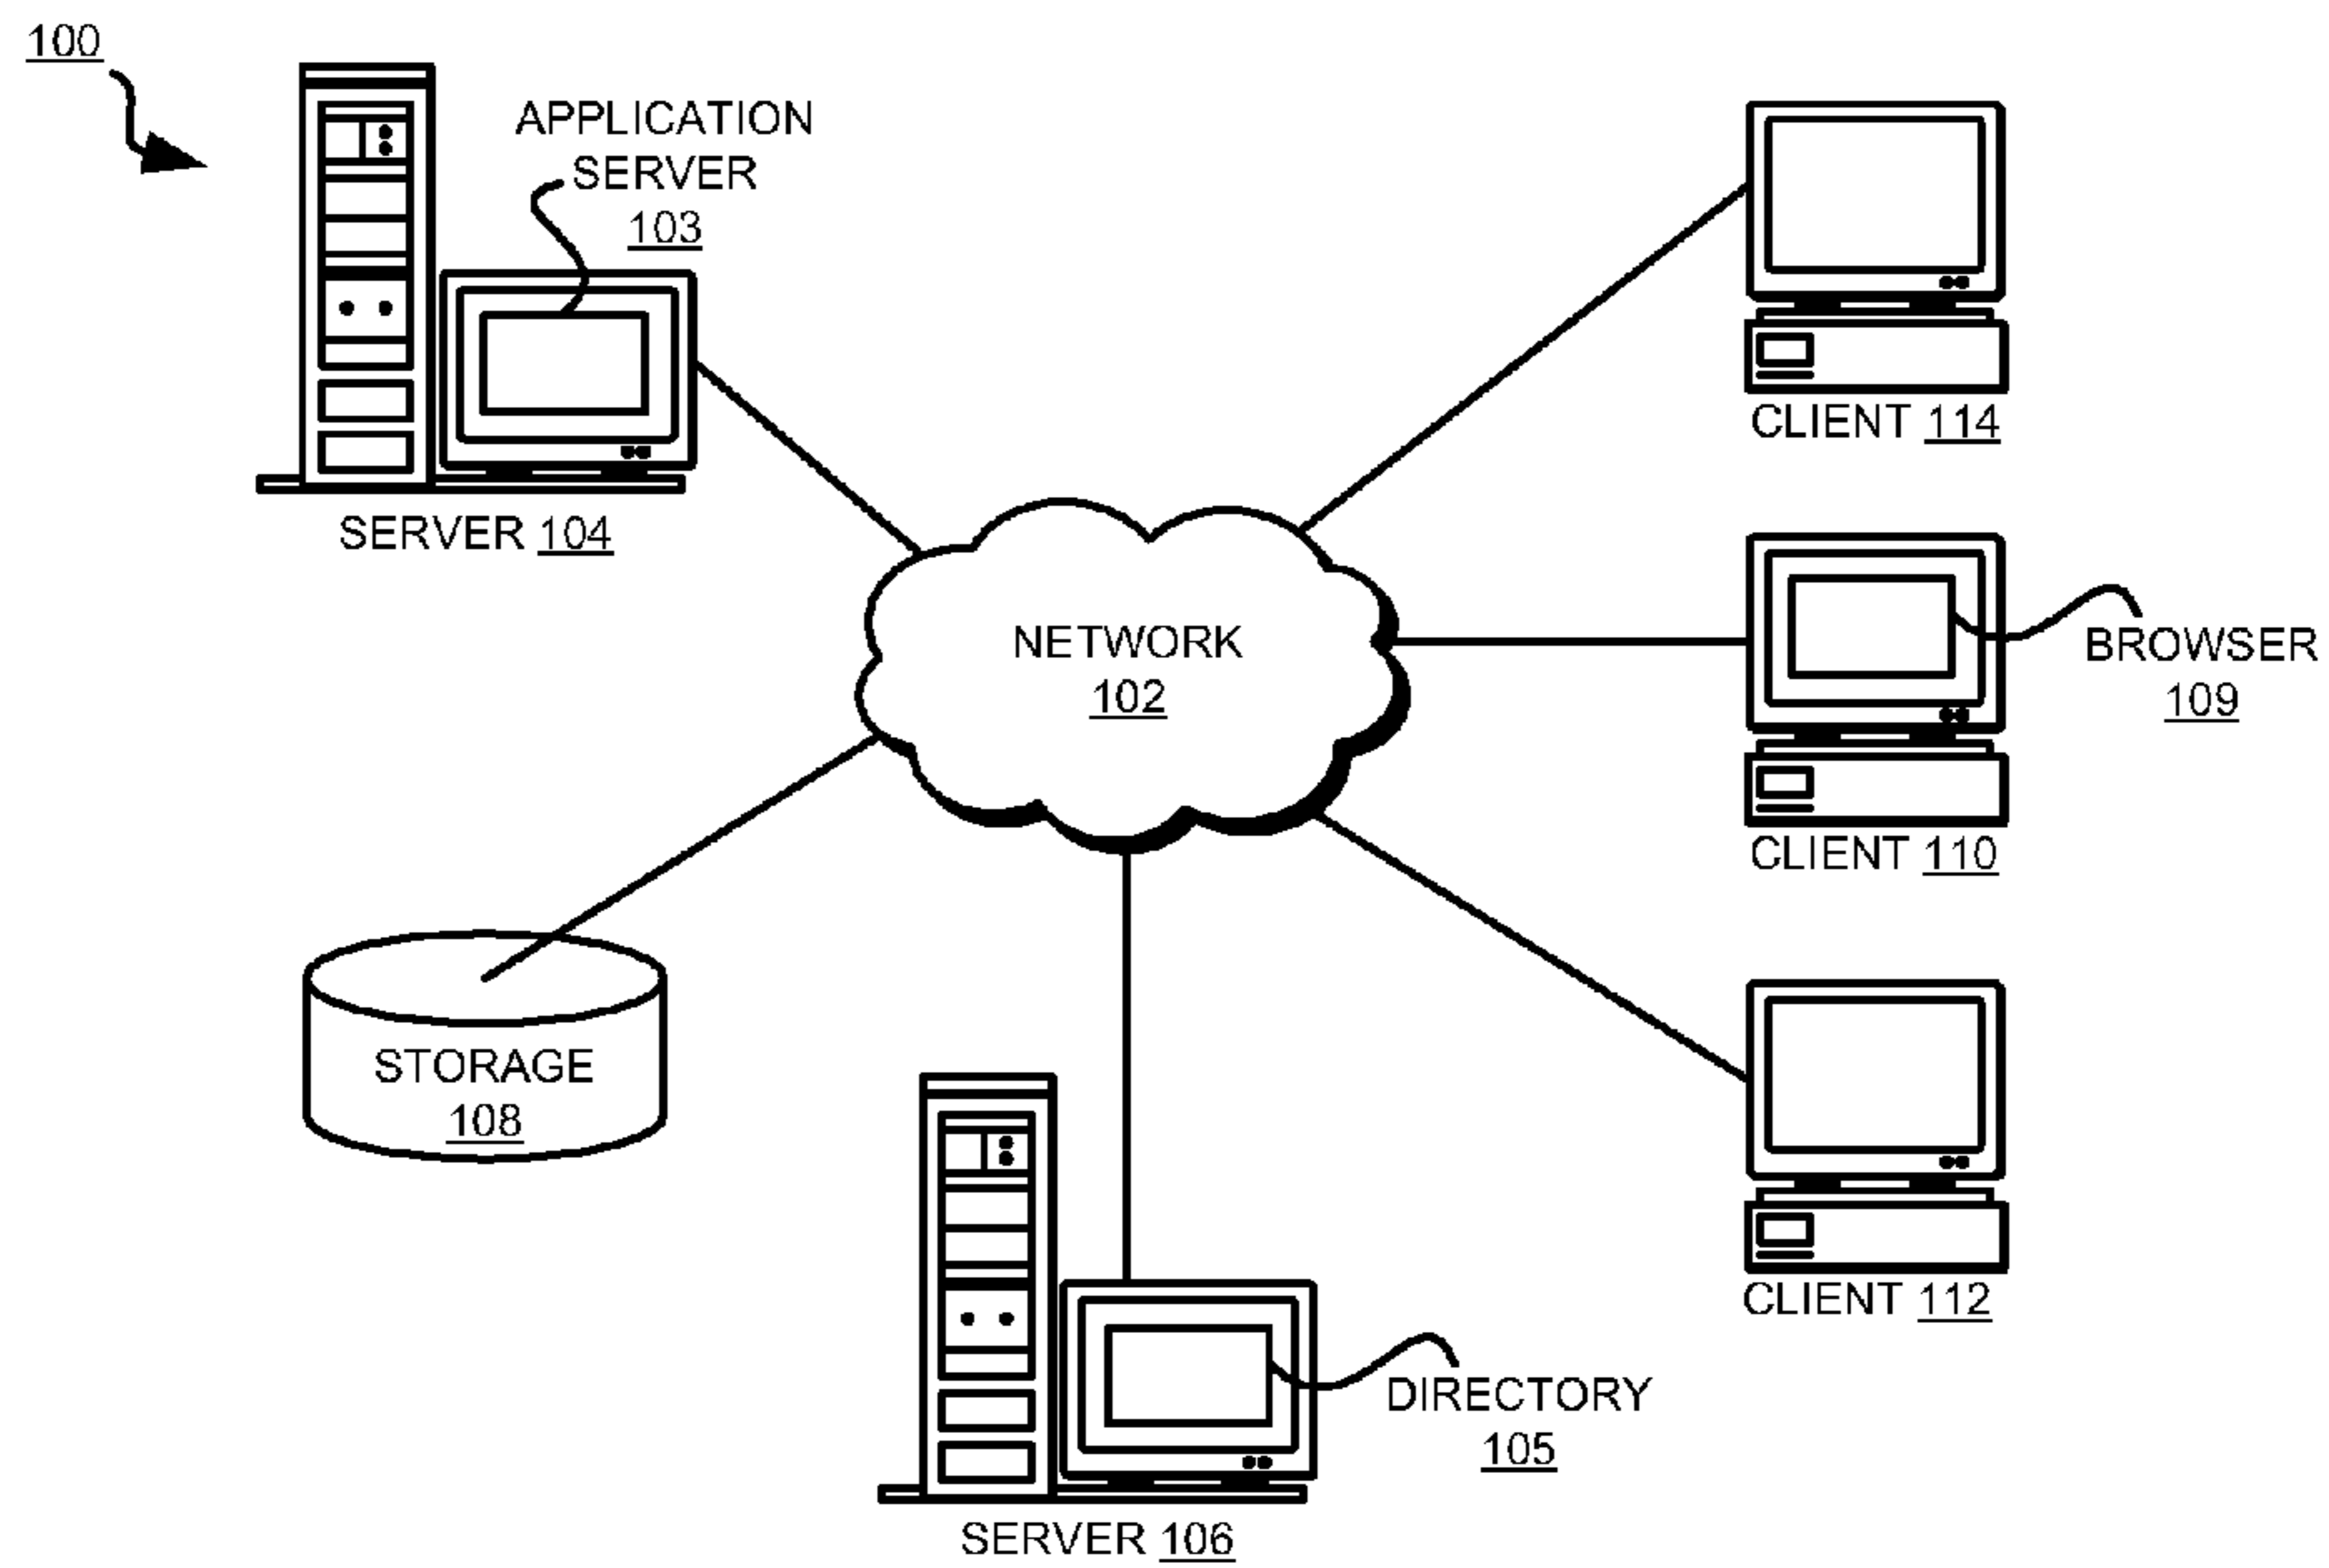 100
APPLICATION
SERVER
103
SERVER 104
CLIENT 114
NETWORK
102
BROWSER
109
CLIENT 110
STORAGE
108
CLIENT 112
DIRECTORY
105
SERVER 106